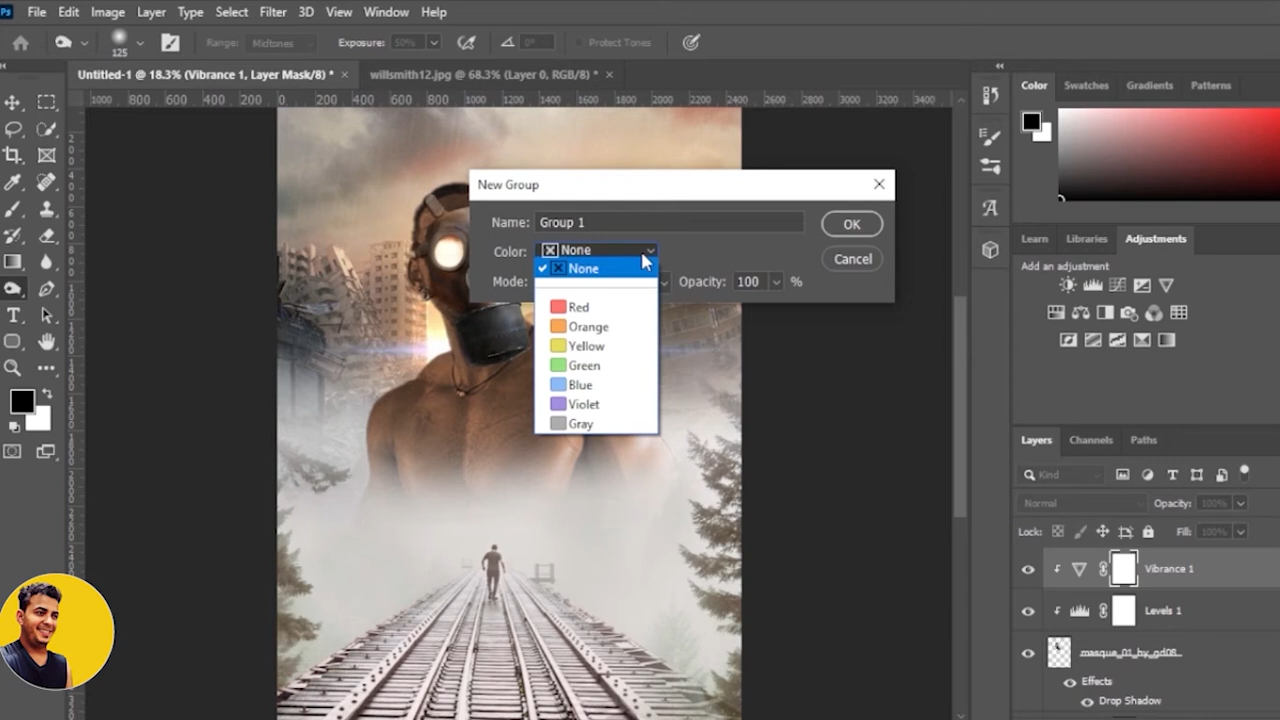 Ps File Edit Image Layer Type Select Filter 3D View Window Help
125 Range: Midtones Exposure: 50% 0° Protect Tones
Untitled-1 @ 18.3% (Vibrance 1, Layer Mask/8) * × willsmith12.jpg @ 68.3% (Layer 0, RGB/8) * ×
1000 800 600 400 200 0 200 400 600 800 1000 1200 1400 1600 1800 2000 2200 2400 2600 2800 3000 3200 3400
Color Swatches Gradients Patterns
New Group
Name: Group 1 OK
Color: None Cancel
None
Mode: Opacity: 100 %
Red
Orange
Yellow
Green
Blue
Violet
Gray
Learn Libraries Adjustments
Add an adjustment
Layers Channels Paths
Kind
Normal Opacity: 100%
Lock: Fill: 100%
Vibrance 1
Levels 1
masque_01_by_gd08...
Effects
Drop Shadow